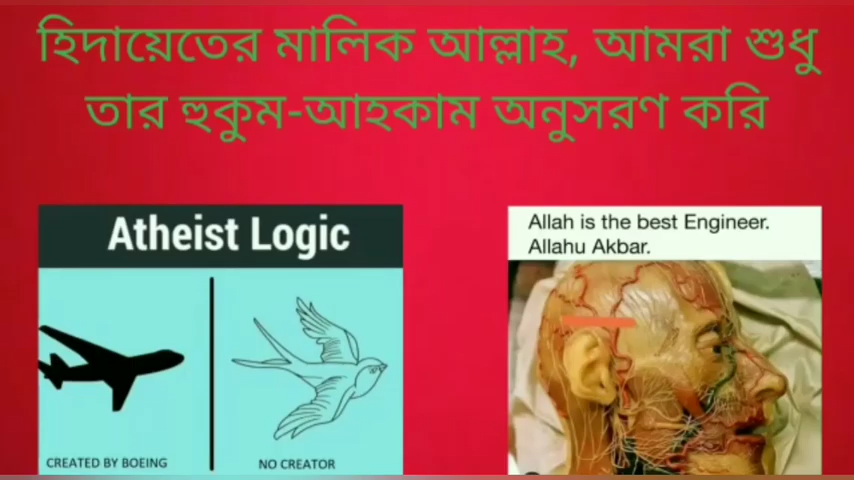 হিদায়েতের মালিক আল্লাহ, আমরা শুধু
তার হুকুম-আহকাম অনুসরণ করি
Atheist Logic
CREATED BY BOEING
NO CREATOR
Allah is the best Engineer.
Allahu Akbar.